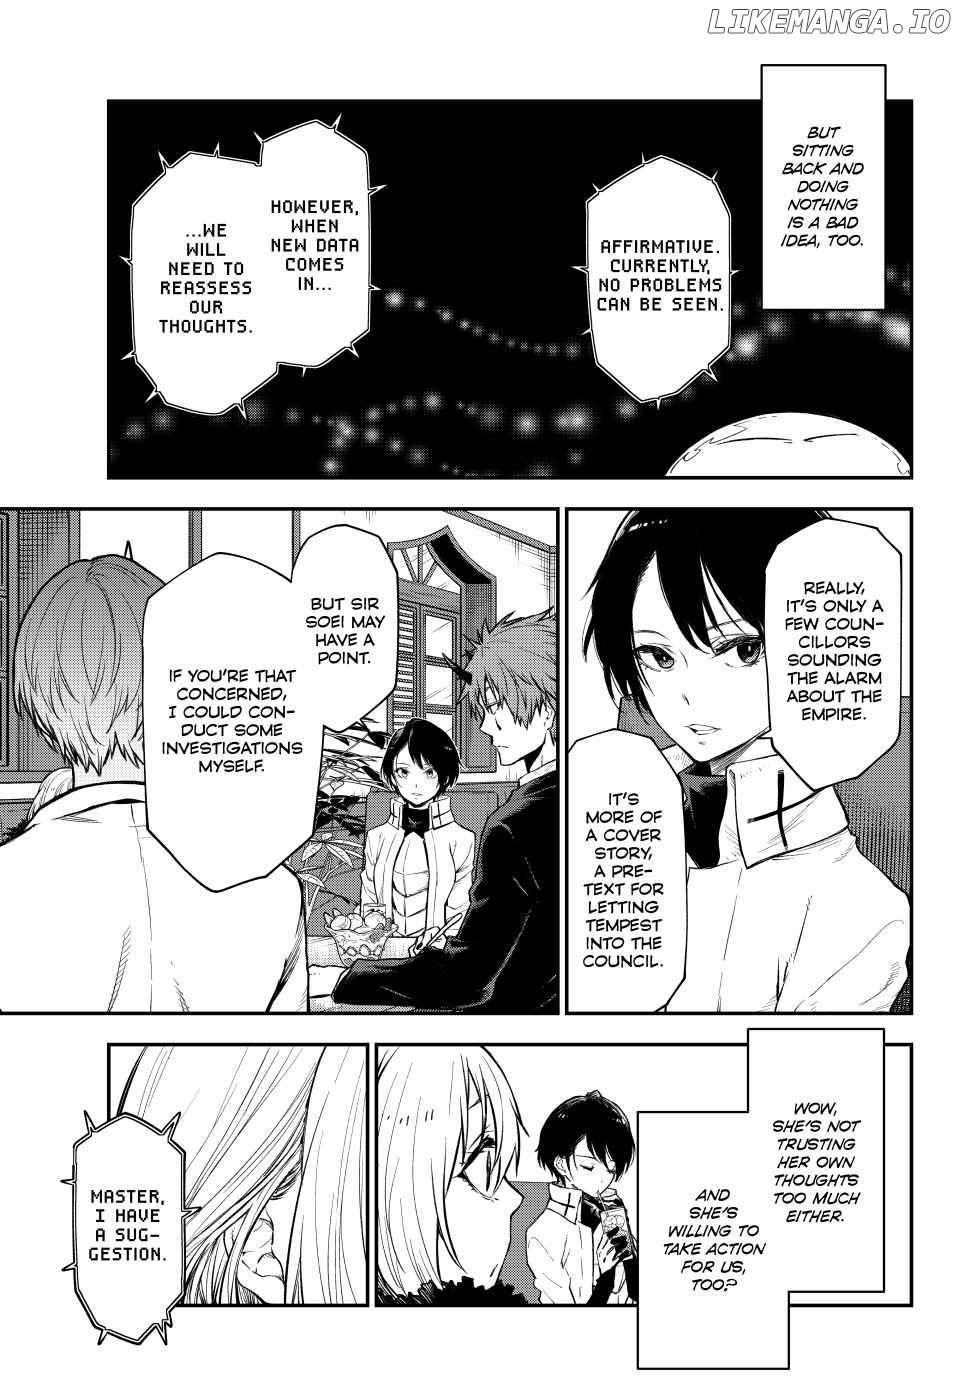 LIKEMANGA.IO
BUT
SITTING
BACK AND
DOING
NOTHING
IS A BAD
IDEA, TOO.
AFFIRMATIVE.
CURRENTLY,
NO PROBLEMS
CAN BE SEEN.
HOWEVER,
WHEN
NEW DATA
COMES
IN...
...WE
WILL
NEED TO
REASSESS
OUR
THOUGHTS.
REALLY,
IT'S ONLY A
FEW COUN-
CILLORS
SOUNDING
THE ALARM
ABOUT THE
EMPIRE.
IT'S
MORE OF
A COVER
STORY,
A PRE-
TEXT FOR
LETTING
TEMPEST
INTO THE
COUNCIL.
BUT SIR
SOEI MAY
HAVE A
POINT.
IF YOU'RE THAT
CONCERNED,
I COULD CON-
DUCT SOME
INVESTIGATIONS
MYSELF.
WOW,
SHE'S NOT
TRUSTING
HER OWN
THOUGHTS
TOO MUCH
EITHER.
AND
SHE'S
WILLING TO
TAKE ACTION
FOR US,
TOO?
MASTER,
I HAVE
A SUG-
GESTION.